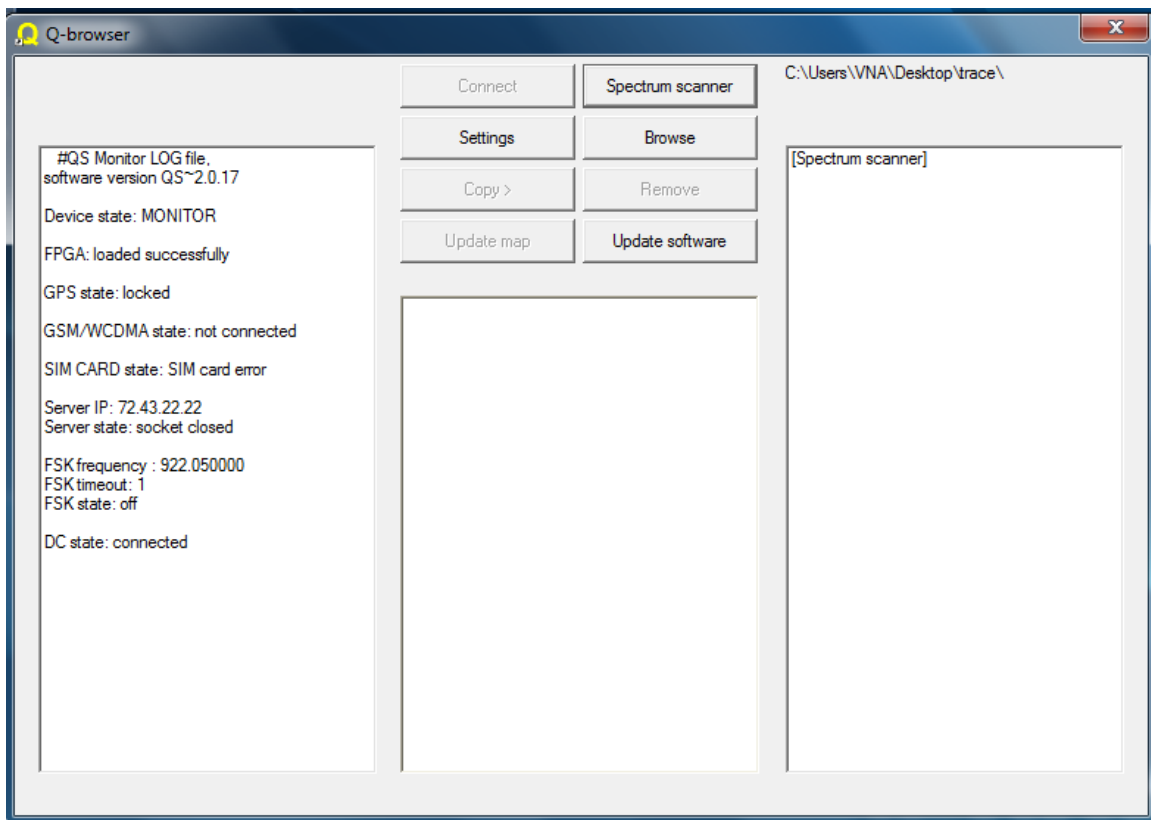 Q-browser
Connect
Spectrum scanner
C:\Users\VNA\Desktop\trace\
Settings
Browse
Copy >
Remove
Update map
Update software
#QS Monitor LOG file,
software version QS~2.0.17
Device state: MONITOR
FPGA: loaded successfully
GPS state: locked
GSM/WCDMA state: not connected
SIM CARD state: SIM card error
Server IP: 72.43.22.22
Server state: socket closed
FSK frequency : 922.050000
FSK timeout: 1
FSK state: off
DC state: connected
[Spectrum scanner]